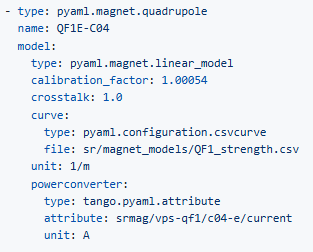 - type: pyaml.magnet.quadrupole
  name: QF1E-C04
  model:
    type: pyaml.magnet.linear_model
    calibration_factor: 1.00054
    crosstalk: 1.0
    curve:
      type: pyaml.configuration.csvcurve
      file: sr/magnet_models/QF1_strength.csv
    unit: 1/m
    powerconverter:
      type: tango.pyaml.attribute
      attribute: srmag/vps-qf1/c04-e/current
      unit: A